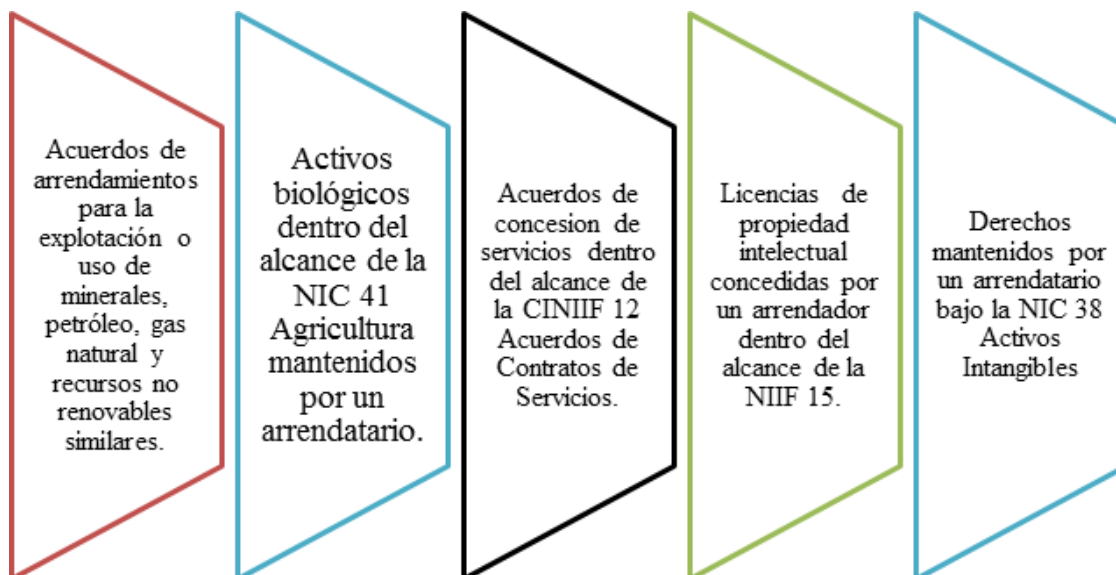 Acuerdos de
arrendamientos
para la
explotación o
uso de
minerales,
petróleo, gas
natural y
recursos no
renovables
similares.
Activos
biológicos
dentro del
alcance de la
NIC 41
Agricultura
mantenidos
por un
arrendatario.
Acuerdos de
concesion de
servicios dentro
del alcance de
la CINIIF 12
Acuerdos de
Contratos de
Servicios.
Licencias de
propiedad
intelectual
concedidas por
un arrendador
dentro del
alcance de la
NIIF 15.
Derechos
mantenidos por
un arrendatario
bajo la NIC 38
Activos
Intangibles